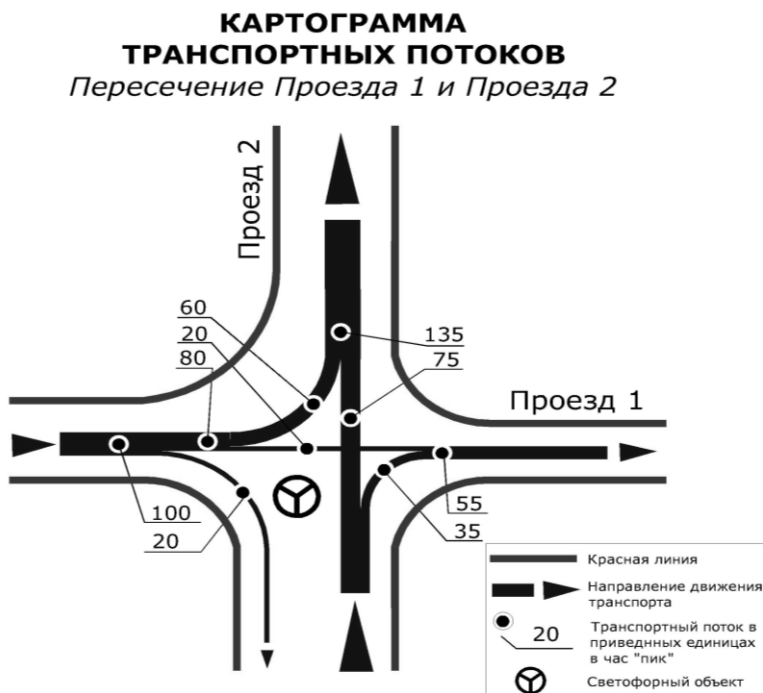 КАРТОГРАММА
ТРАНСПОРТНЫХ ПОТОКОВ
Пересечение Проезда 1 и Проезда 2
Проезд 2
60
20
80
135
75
Проезд 1
100
20
55
35
Красная линия
Направление движения
транспорта
20
Транспортный поток в
приведнных единицах
в час "пик"
Светофорный объект